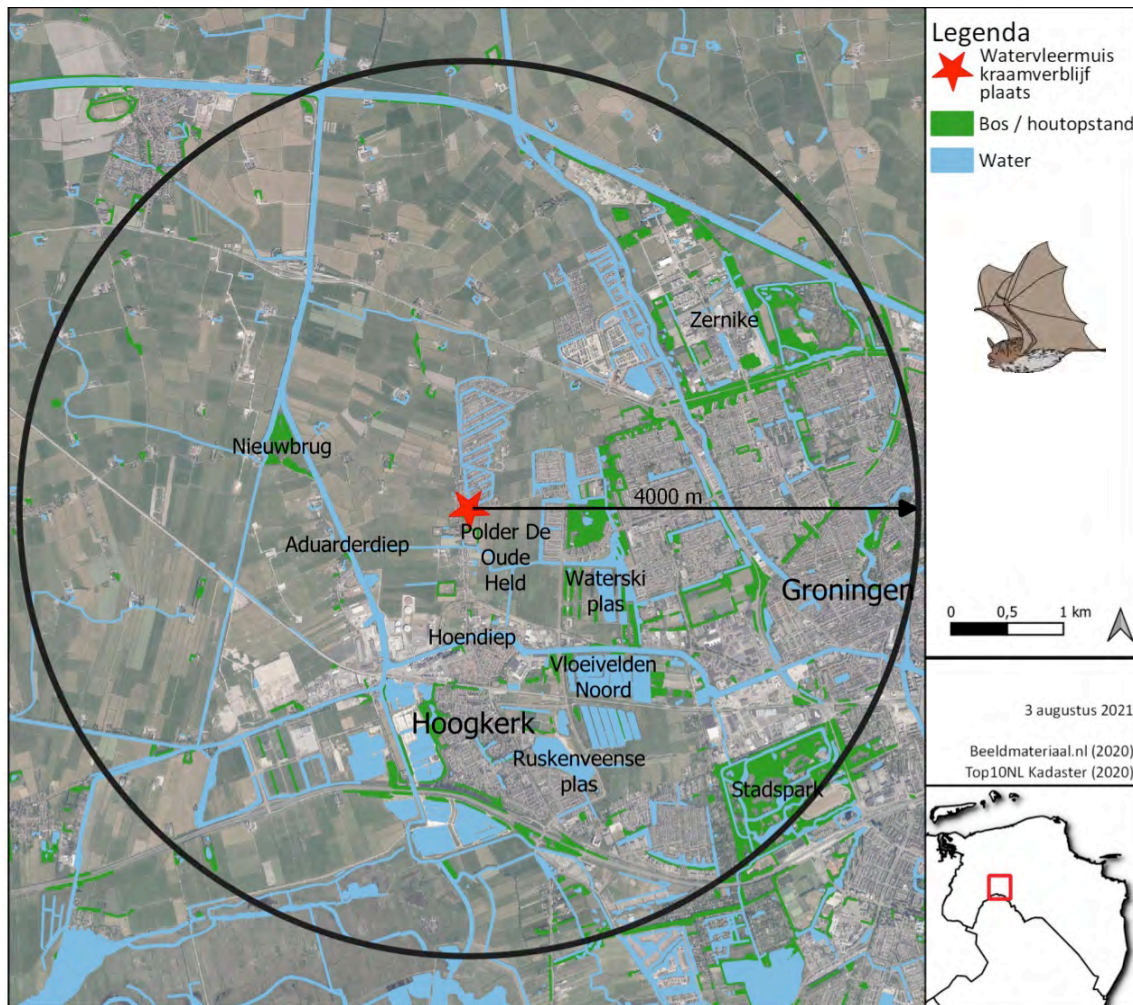 Legenda
Watervleermuis
kraamverblijf
plaats
Bos / houtopstand
Water
Zernike
Nieuwbrug
4000 m
Aduarderdiep
Polder De
Oude
Held
Waterski
plas
Groningen
Hoendiep
Vloeivelden
Noord
Hoogkerk
Ruskenveense
plas
Stadspark
0 0,5 1 km
3 augustus 2021
Beeldmateriaal.nl (2020)
Top10NL Kadaster (2020)